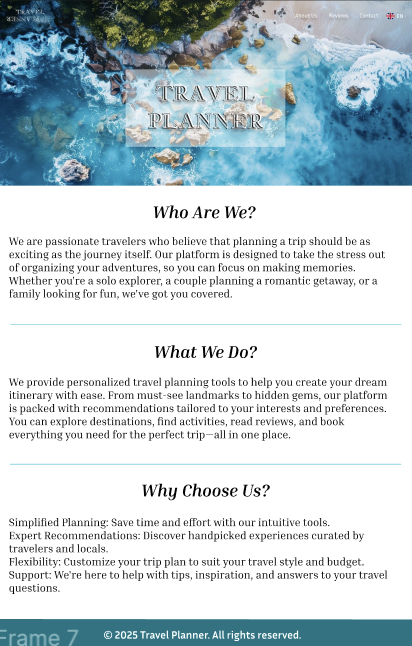 TRAVEL
About Us Reviews Contact EN
TRAVEL
PLANNER
Who Are We?
We are passionate travelers who believe that planning a trip should be as
exciting as the journey itself. Our platform is designed to take the stress out
of organizing your adventures, so you can focus on making memories.
Whether you're a solo explorer, a couple planning a romantic getaway, or a
family looking for fun, we've got you covered.
What We Do?
We provide personalized travel planning tools to help you create your dream
itinerary with ease. From must-see landmarks to hidden gems, our platform
is packed with recommendations tailored to your interests and preferences.
You can explore destinations, find activities, read reviews, and book
everything you need for the perfect trip—all in one place.
Why Choose Us?
Simplified Planning: Save time and effort with our intuitive tools.
Expert Recommendations: Discover handpicked experiences curated by
travelers and locals.
Flexibility: Customize your trip plan to suit your travel style and budget.
Support: We're here to help with tips, inspiration, and answers to your travel
questions.
Frame 7
© 2025 Travel Planner. All rights reserved.